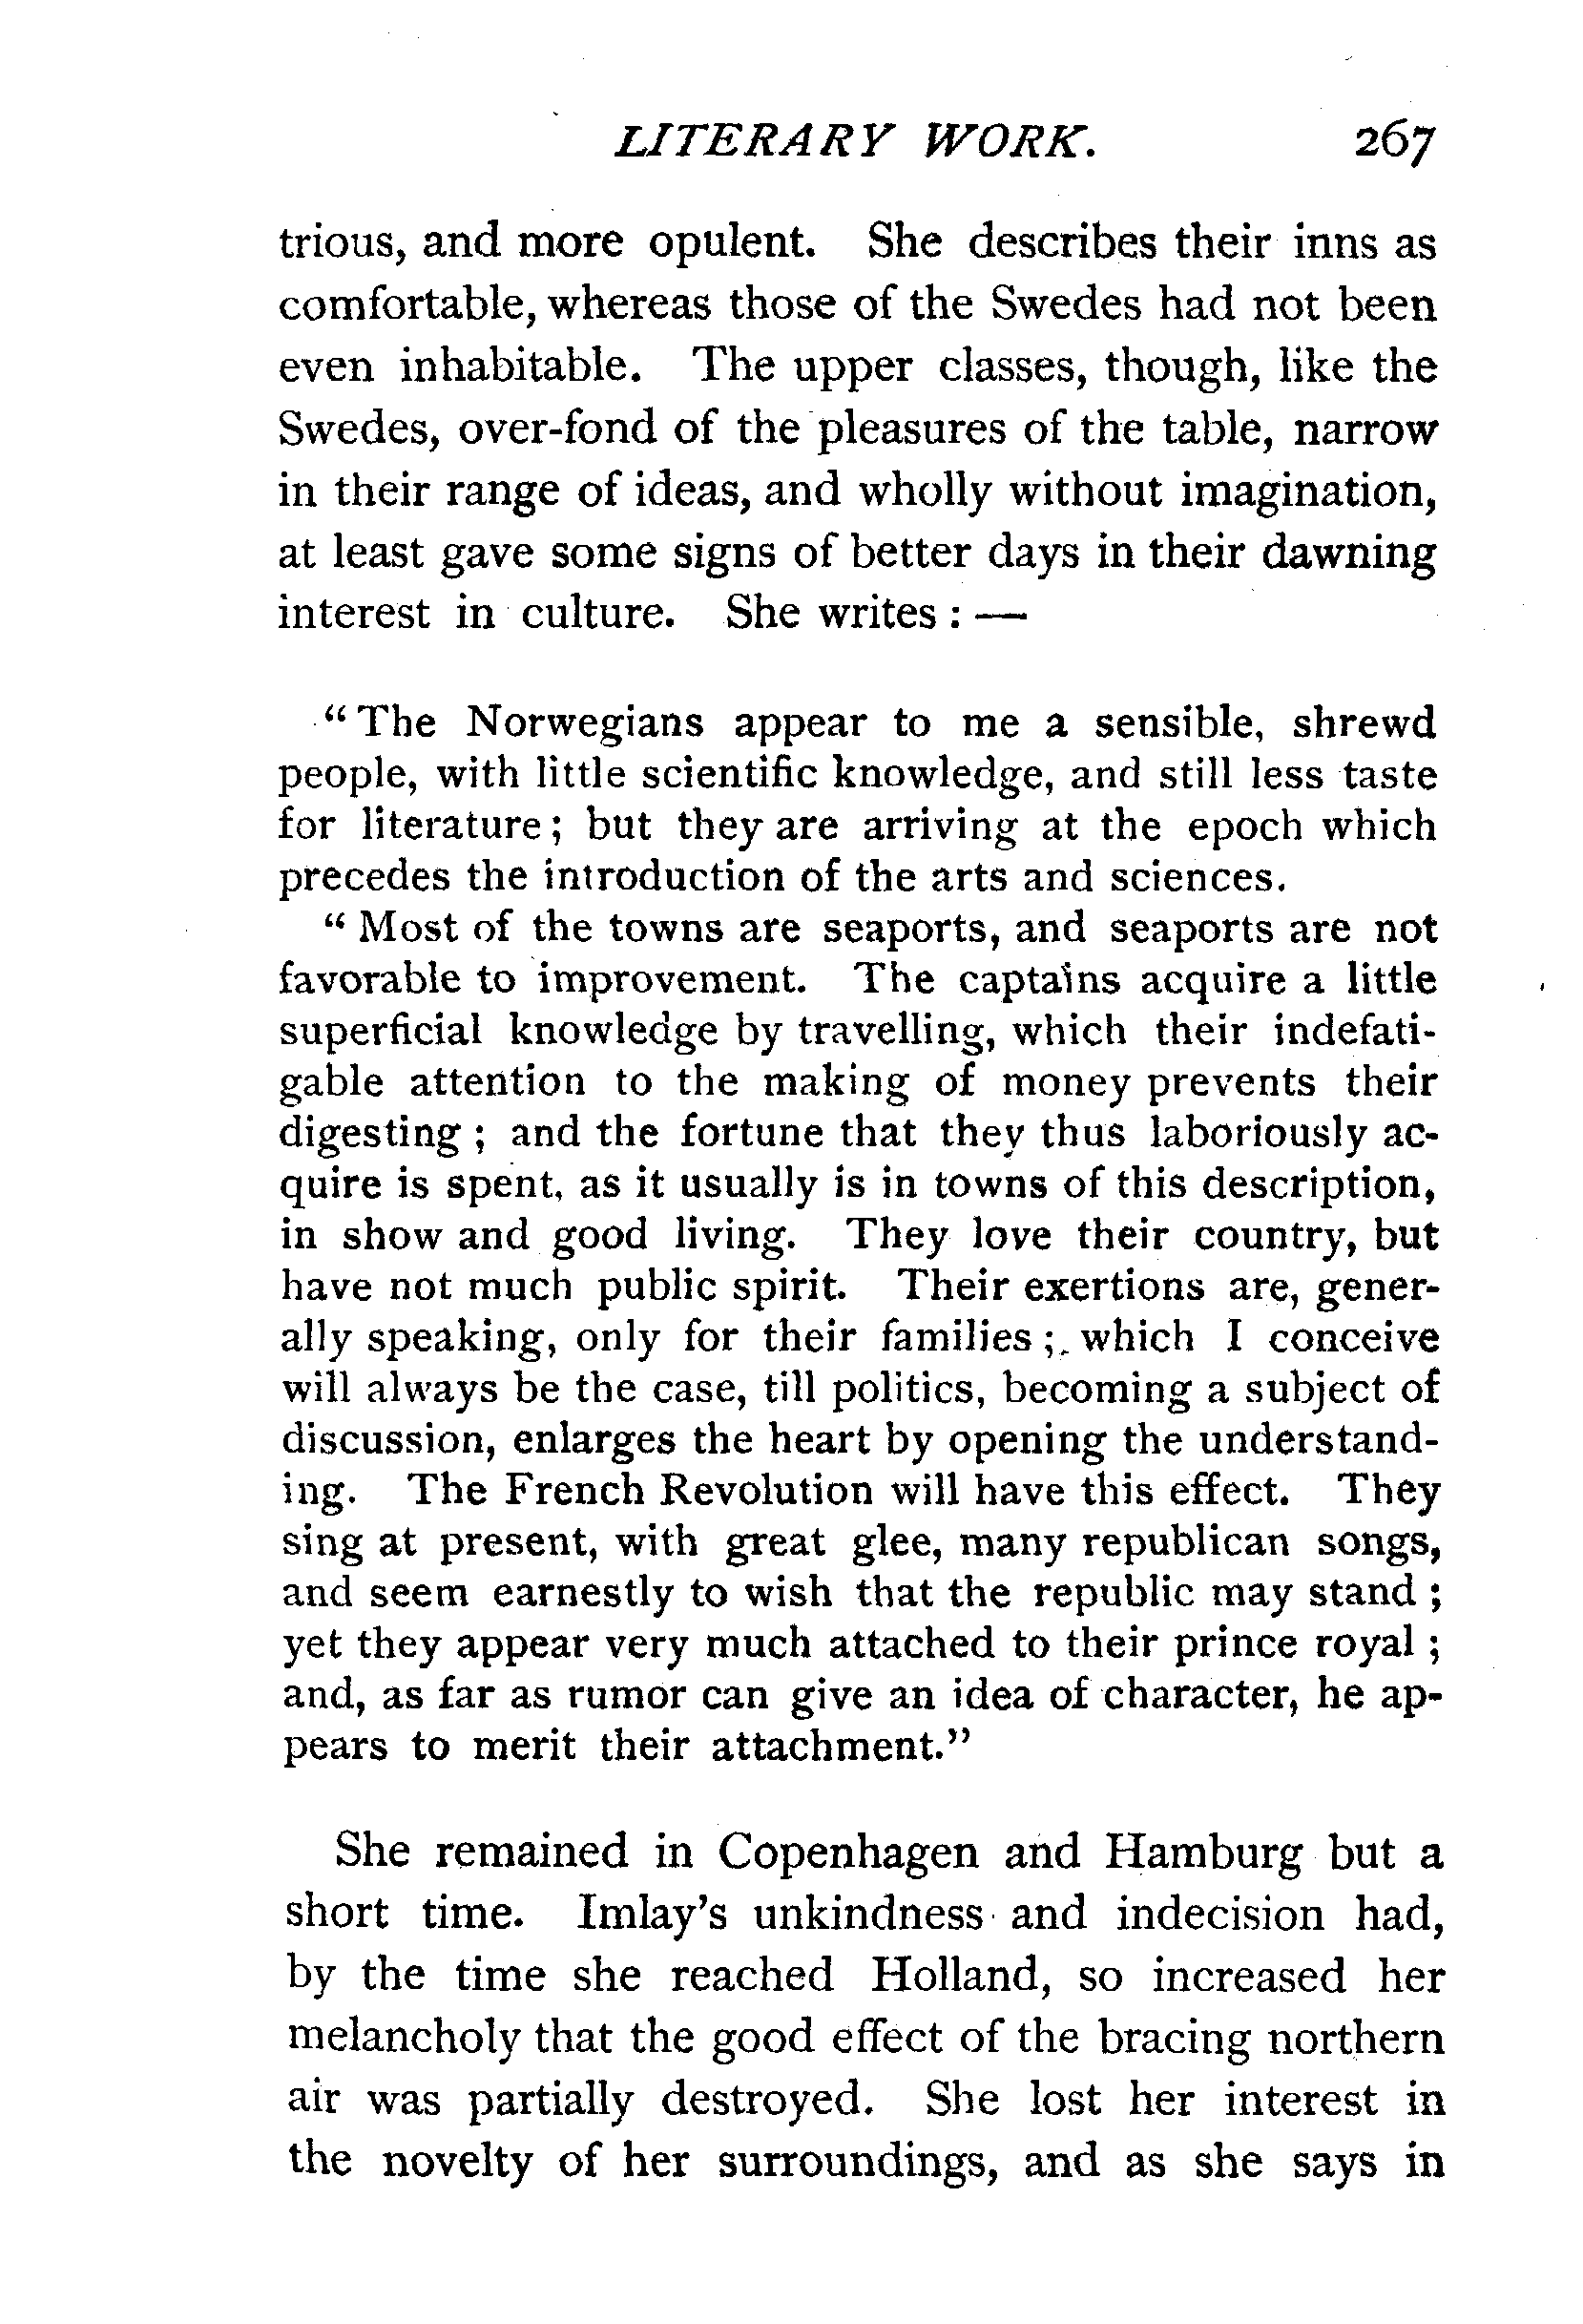 LITERARY WORK. 267
trious, and more opulent. She describes their inns as
comfortable, whereas those of the Swedes had not been
even inhabitable. The upper classes, though, like the
Swedes, over-fond of the pleasures of the table, narrow
in their range of ideas, and wholly without imagination,
at least gave some signs of better days in their dawning
interest in culture. She writes : —
“ The Norwegians appear to me a sensible, shrewd
people, with little scientific knowledge, and still less taste
for literature ; but they are arriving at the epoch which
precedes the introduction of the arts and sciences.
“ Most of the towns are seaports, and seaports are not
favorable to improvement. The captains acquire a little
superficial knowledge by travelling, which their indefati-
gable attention to the making of money prevents their
digesting ; and the fortune that they thus laboriously ac-
quire is spent, as it usually is in towns of this description,
in show and good living. They love their country, but
have not much public spirit. Their exertions are, gener-
ally speaking, only for their families ; which I conceive
will always be the case, till politics, becoming a subject of
discussion, enlarges the heart by opening the understand-
ing. The French Revolution will have this effect. They
sing at present, with great glee, many republican songs,
and seem earnestly to wish that the republic may stand ;
yet they appear very much attached to their prince royal ;
and, as far as rumor can give an idea of character, he ap-
pears to merit their attachment.”
She remained in Copenhagen and Hamburg but a
short time. Imlay’s unkindness and indecision had,
by the time she reached Holland, so increased her
melancholy that the good effect of the bracing northern
air was partially destroyed. She lost her interest in
the novelty of her surroundings, and as she says in